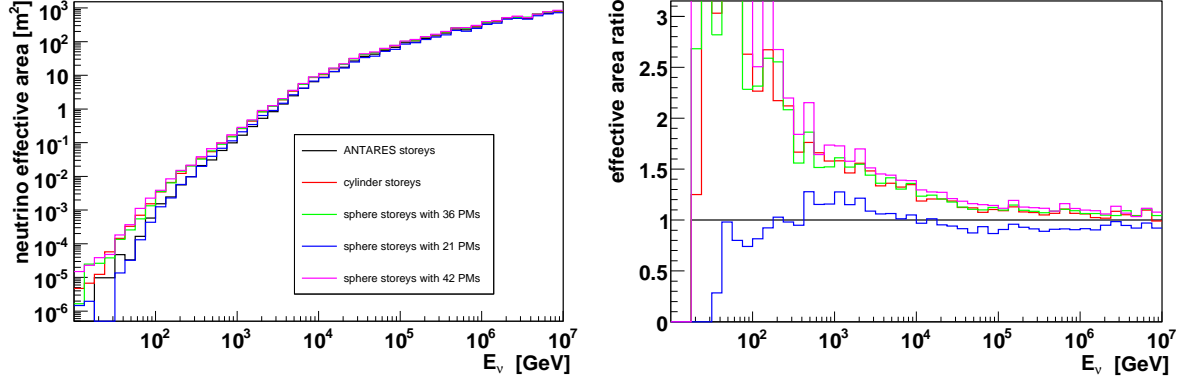 neutrino effective area [m²]
10³
10²
10
1
10⁻¹
10⁻²
10⁻³
10⁻⁴
10⁻⁵
10⁻⁶
ANTARES storeys
cylinder storeys
sphere storeys with 36 PMs
sphere storeys with 21 PMs
sphere storeys with 42 PMs
10² 10³ 10⁴ 10⁵ 10⁶ 10⁷
Eν [GeV]
effective area ratio
3
2.5
2
1.5
1
0.5
0
10² 10³ 10⁴ 10⁵ 10⁶ 10⁷
Eν [GeV]